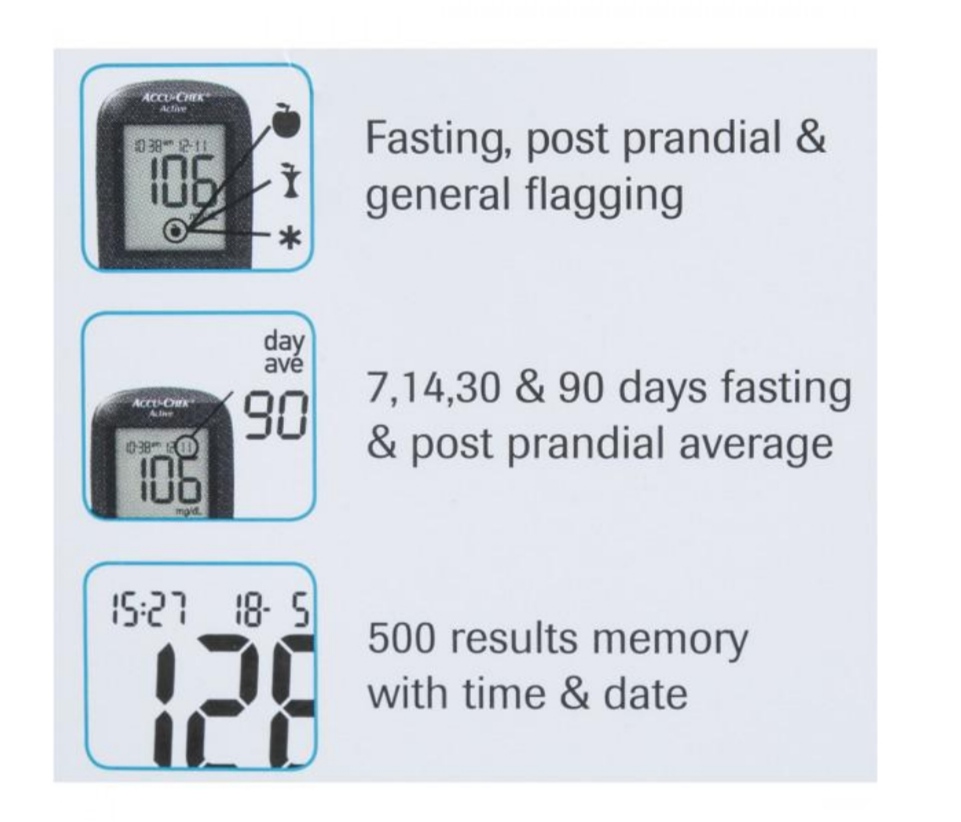 ACCU-CHEK®
Active
10:38am 12-11
106
Fasting, post prandial &
general flagging
day
ave
90
ACCU-CHEK®
Active
10:38am 12-11
106
mg/dL
7,14,30 & 90 days fasting
& post prandial average
15:27 18- 5
12
500 results memory
with time & date